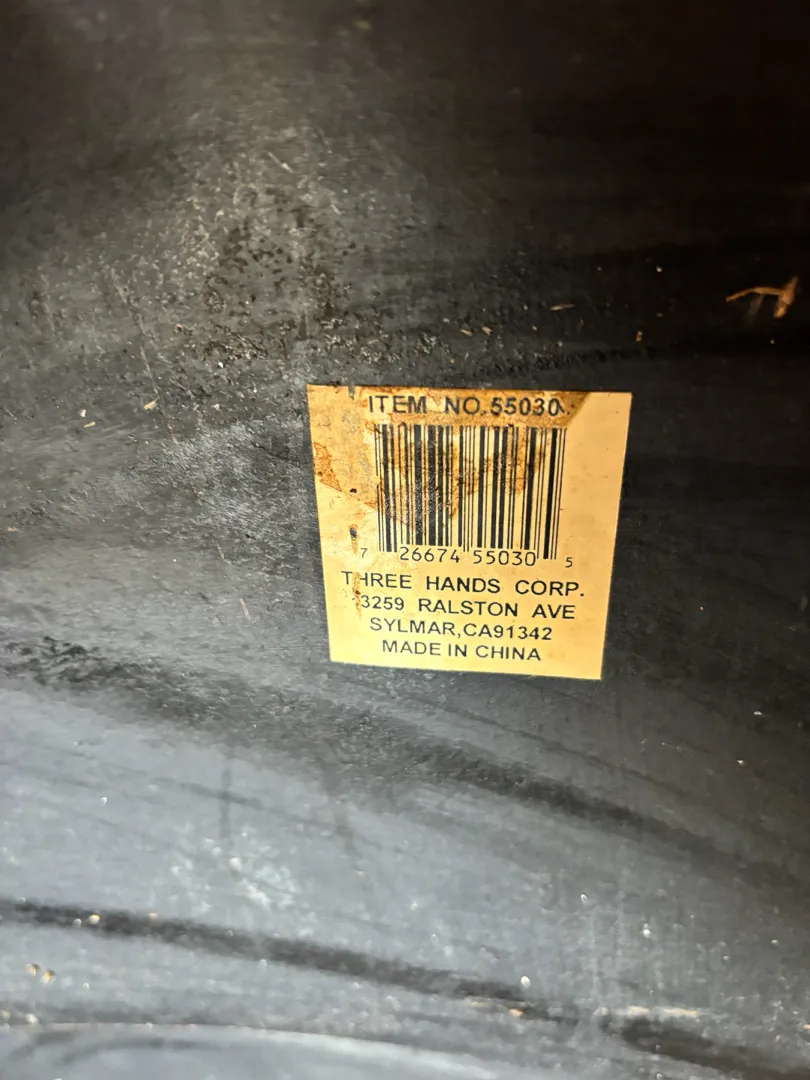 ITEM NO.55030
7 26674 55030 5
THREE HANDS CORP.
3259 RALSTON AVE
SYLMAR,CA91342
MADE IN CHINA